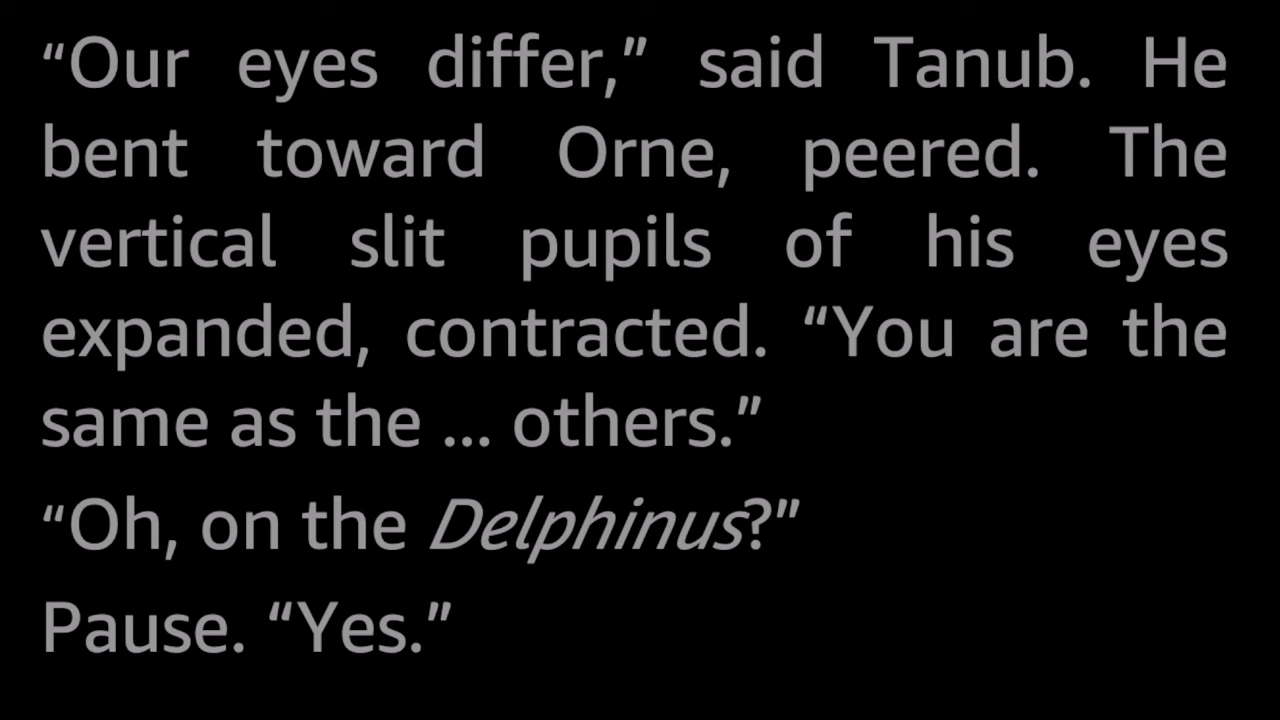 “Our eyes differ,” said Tanub. He
bent toward Orne, peered. The
vertical slit pupils of his eyes
expanded, contracted. “You are the
same as the ... others.”
“Oh, on the Delphinus?”
Pause. “Yes.”